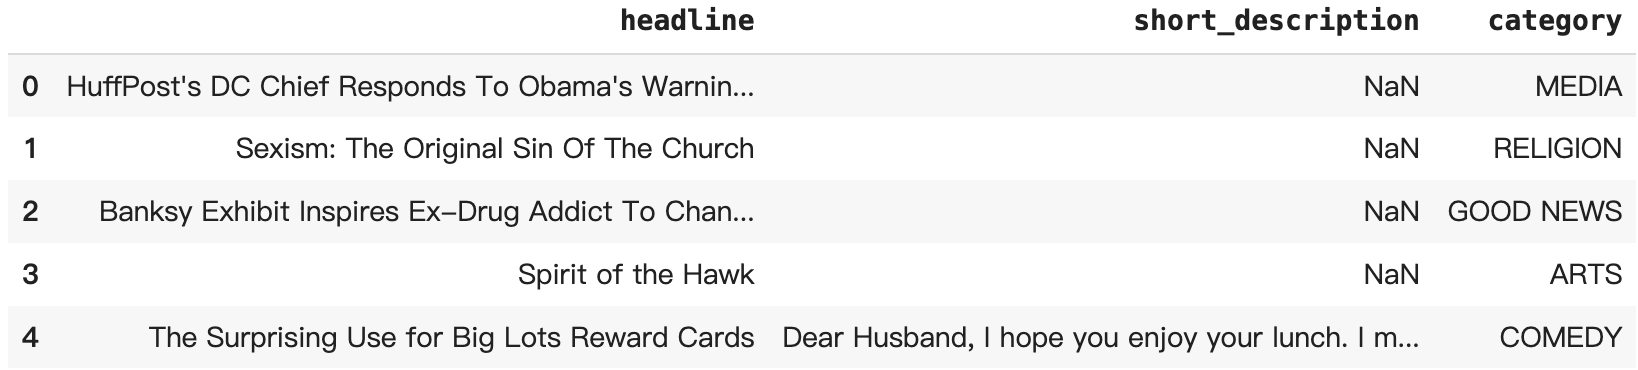 headline short_description category
0 HuffPost's DC Chief Responds To Obama's Warnin... NaN MEDIA
1 Sexism: The Original Sin Of The Church NaN RELIGION
2 Banksy Exhibit Inspires Ex-Drug Addict To Chan... NaN GOOD NEWS
3 Spirit of the Hawk NaN ARTS
4 The Surprising Use for Big Lots Reward Cards Dear Husband, I hope you enjoy your lunch. I m... COMEDY